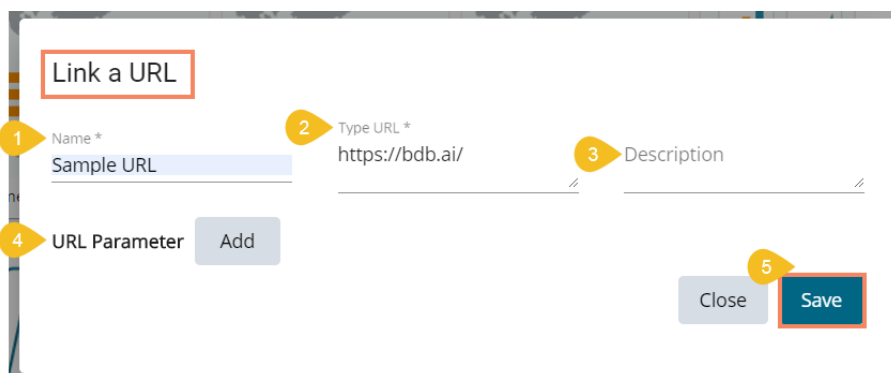 Link a URL
1 Name *
Sample URL
2 Type URL *
https://bdb.ai/
3 Description
4 URL Parameter Add
5
Close Save